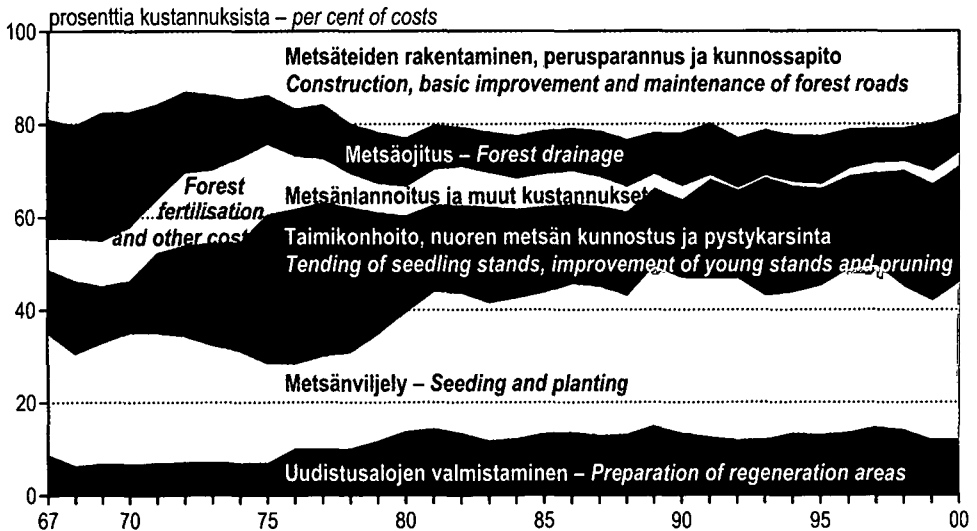 prosenttia kustannuksista – per cent of costs
100
Metsäteiden rakentaminen, perusparannus ja kunnossapito
Construction, basic improvement and maintenance of forest roads
80
Metsäojitus – Forest drainage
Forest
fertilisation
and other cost
Metsänlannoitus ja muut kustannukset
60
Taimikonhoito, nuoren metsän kunnostus ja pystykarsinta
Tending of seedling stands, improvement of young stands and pruning
40
Metsänviljely – Seeding and planting
20
Uudistusalojen valmistaminen – Preparation of regeneration areas
0
67 70 75 80 85 90 95 00